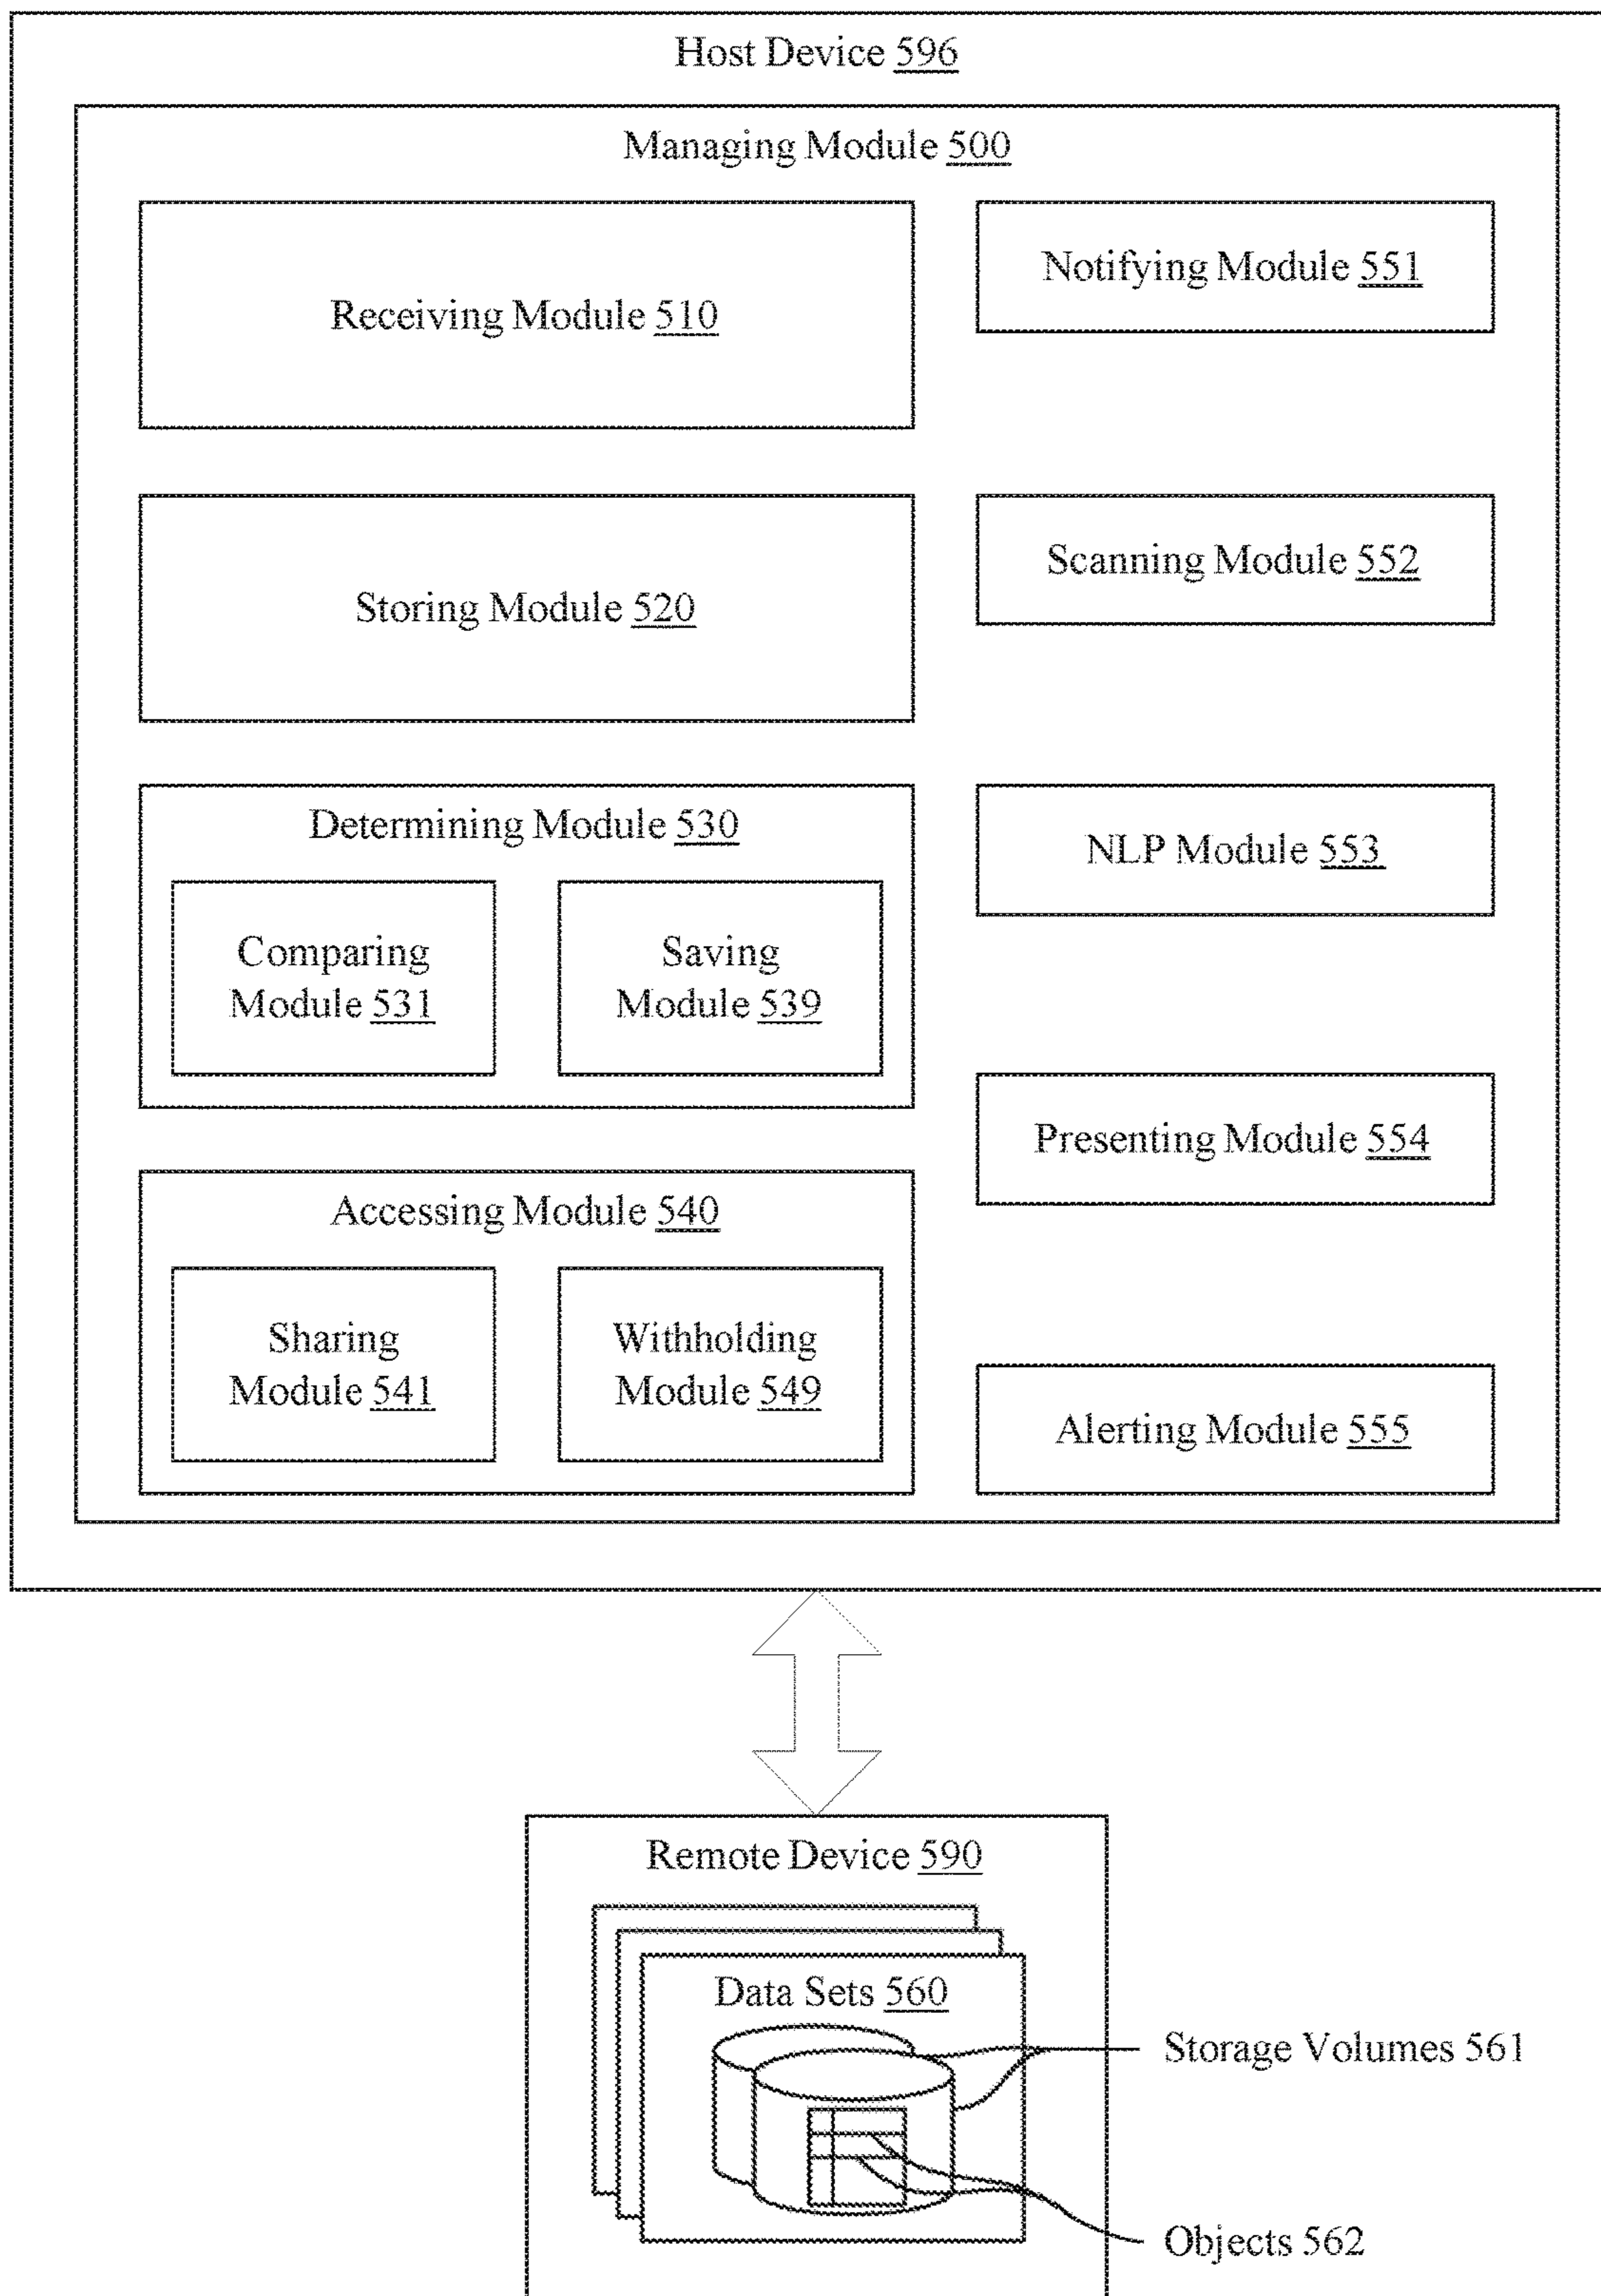 Host Device 596
Managing Module 500
Receiving Module 510
Notifying Module 551
Storing Module 520
Scanning Module 552
Determining Module 530
Comparing
Module 531
Saving
Module 539
NLP Module 553
Presenting Module 554
Accessing Module 540
Sharing
Module 541
Withholding
Module 549
Alerting Module 555
Remote Device 590
Data Sets 560
Storage Volumes 561
Objects 562